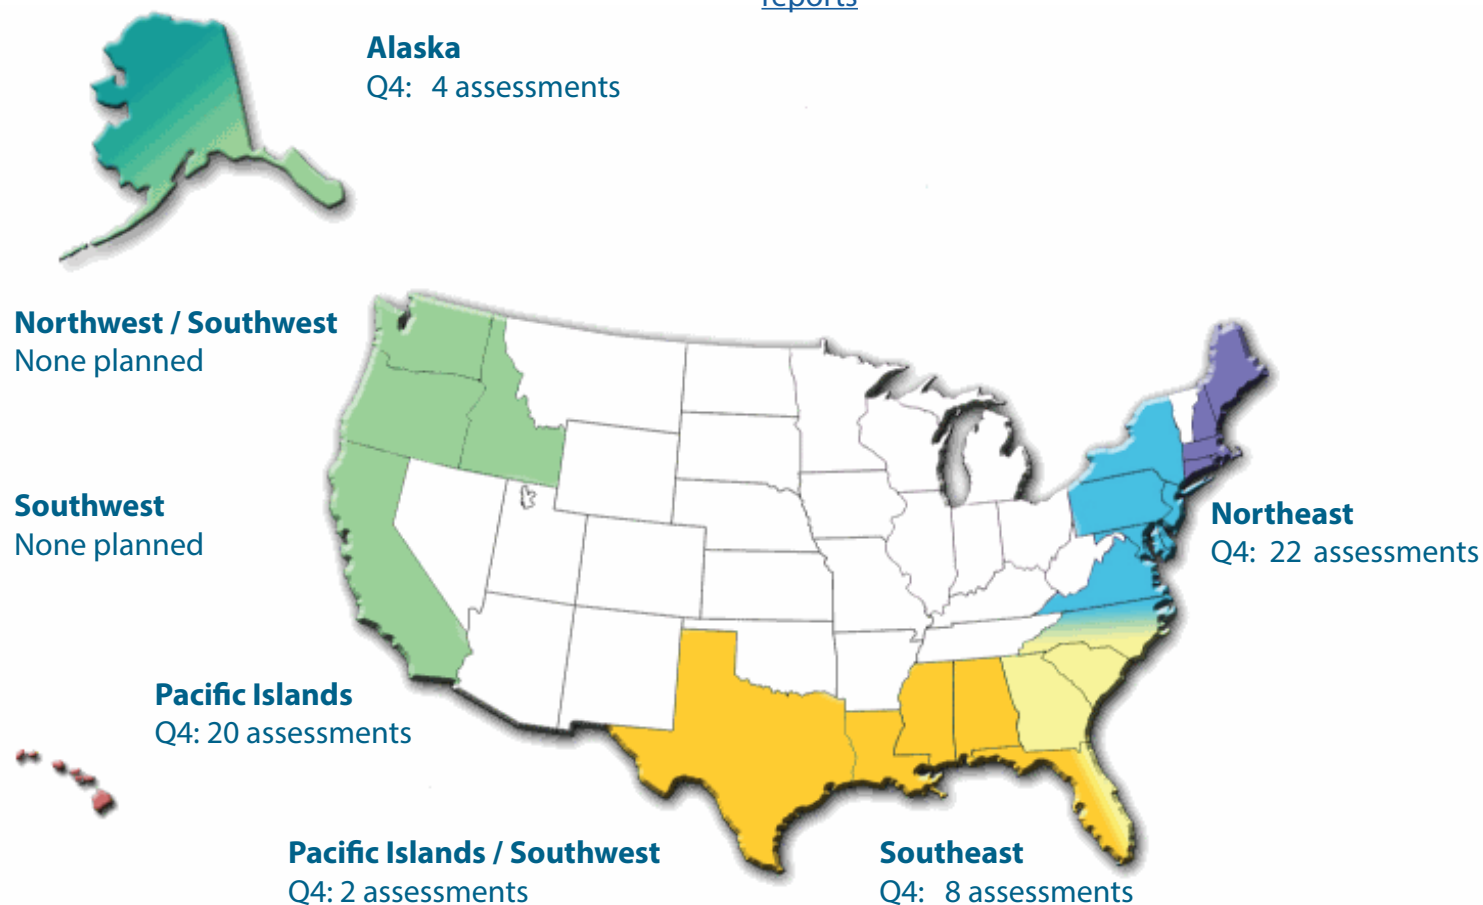 reports
Alaska
Q4: 4 assessments
Northwest / Southwest
None planned
Southwest
None planned
Northeast
Q4: 22 assessments
Pacific Islands
Q4: 20 assessments
Pacific Islands / Southwest
Q4: 2 assessments
Southeast
Q4: 8 assessments